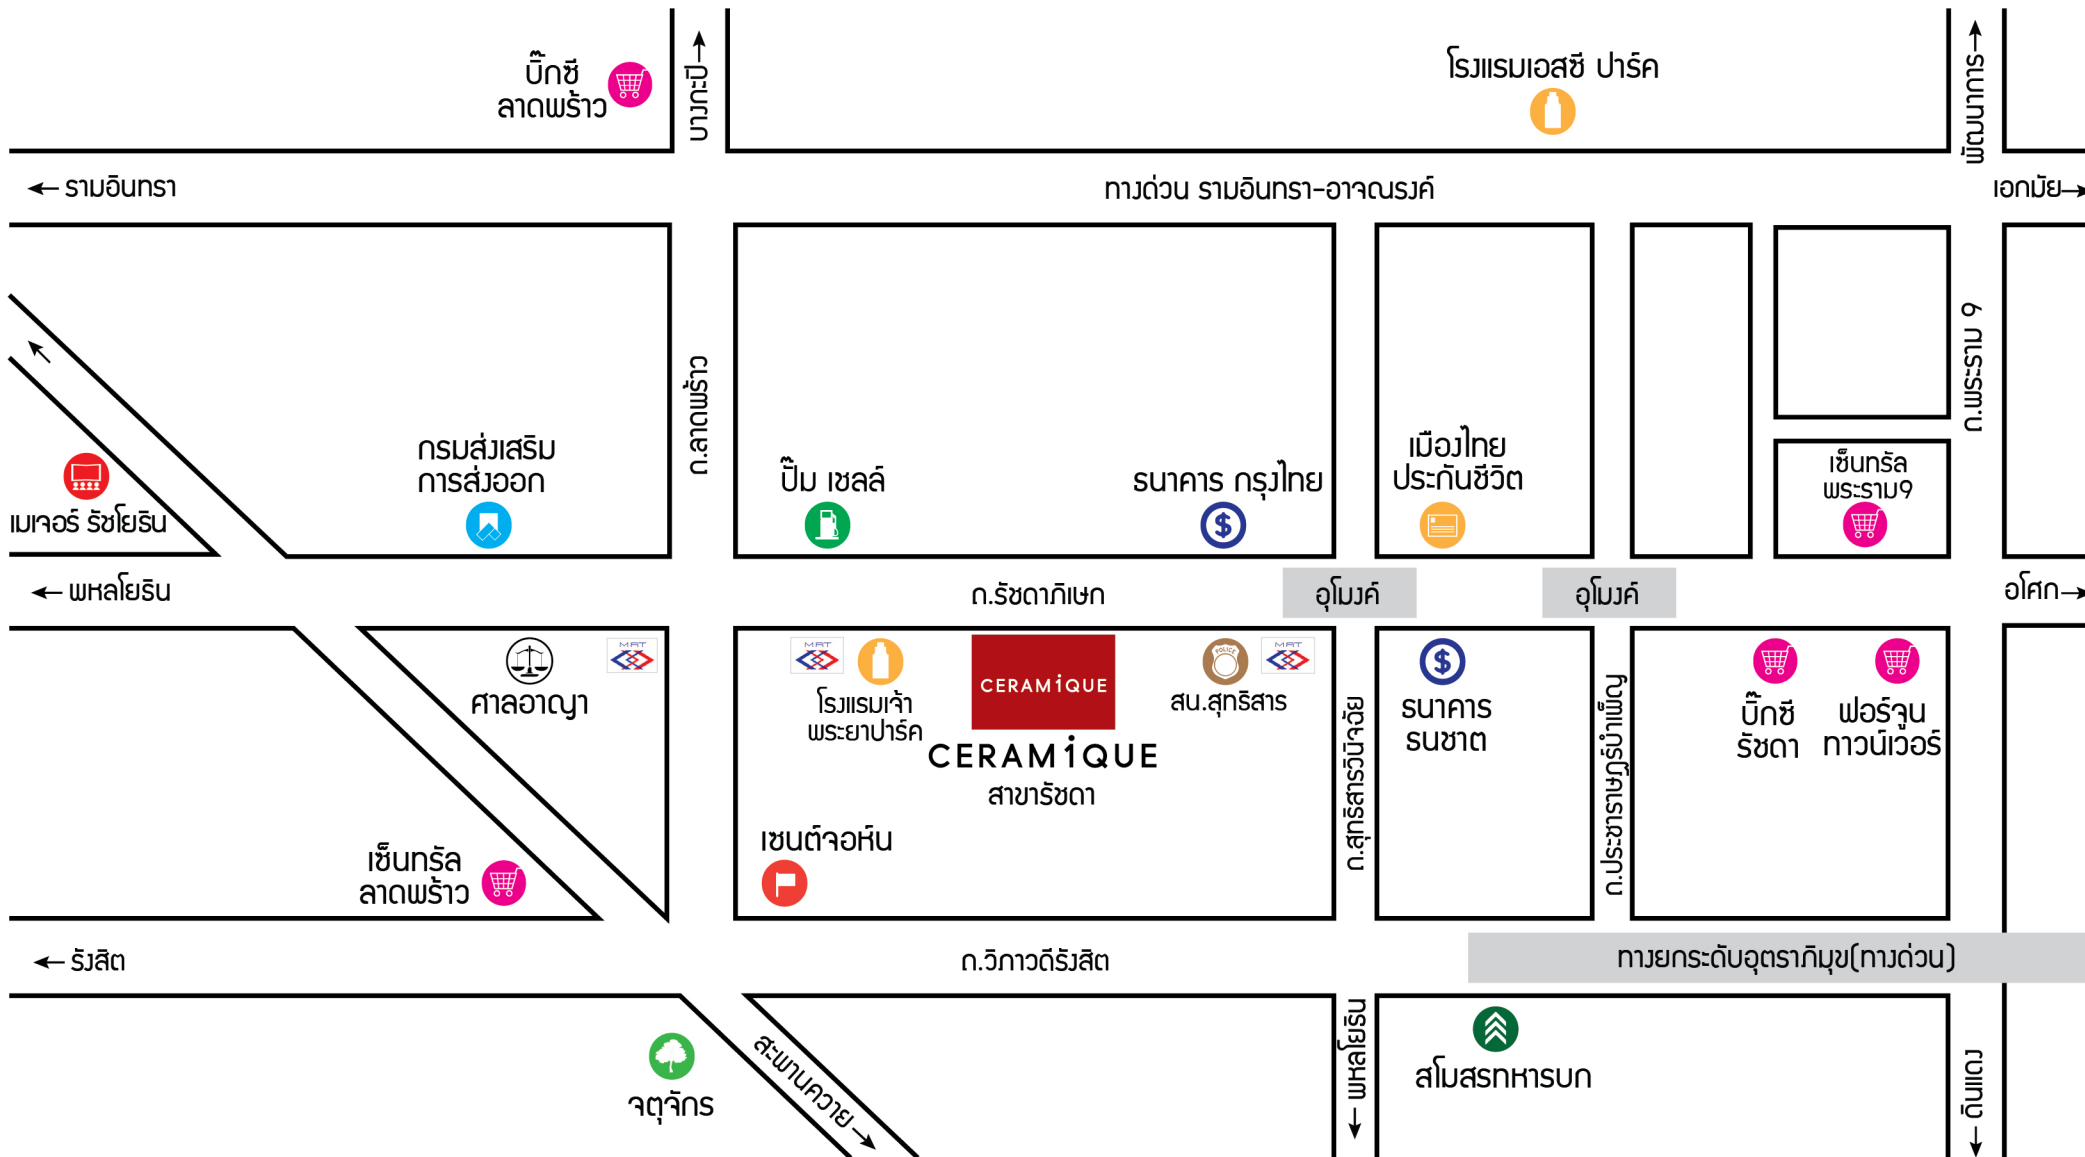 บิ๊กซี
ลาดพร้าว
บางกะปิ
โรงแรมเอสซี ปาร์ค
พัฒนาการ
รามอินทรา
ทางด่วน รามอินทรา-อาจณรงค์
เอกมัย
ถ.ลาดพร้าว
ถ.พระราม ๙
เมเจอร์ รัชโยธิน
กรมส่งเสริม
การส่งออก
ปั๊ม เชลล์
ธนาคาร กรุงไทย
เมืองไทย
ประกันชีวิต
เซ็นทรัล
พระราม๙
พหลโยธิน
ถ.รัชดาภิเษก
อุโมงค์
อุโมงค์
อโศก
ศาลอาญา
MRT
MRT
โรงแรมเจ้า
พระยาปาร์ค
CERAMiQUE
CERAMiQUE
สาขารัชดา
POLICE
MRT
สน.สุทธิสาร
ถ.สุทธิสารวินิจฉัย
ธนาคาร
ธนชาต
ถ.ประชาราษฎร์บำเพ็ญ
บิ๊กซี
รัชดา
ฟอร์จูน
ทาวน์เวอร์
เซ็นทรัล
ลาดพร้าว
เซนต์จอห์น
รังสิต
ถ.วิภาวดีรังสิต
ทางยกระดับอุตราภิมุข(ทางด่วน)
จตุจักร
สะพานควาย
พหลโยธิน
สโมสรทหารบก
ดินแดง